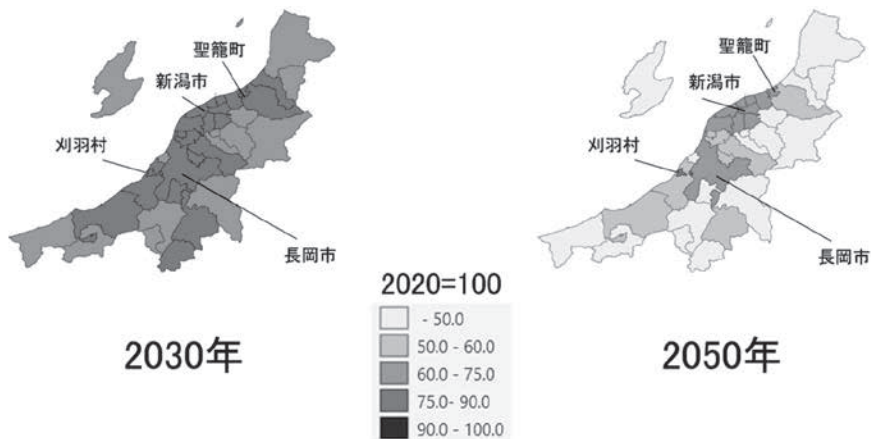 聖籠町
新潟市
刈羽村
長岡市
2030年
2020=100
- 50.0
50.0 - 60.0
60.0 - 75.0
75.0- 90.0
90.0 - 100.0
聖籠町
新潟市
刈羽村
長岡市
2050年